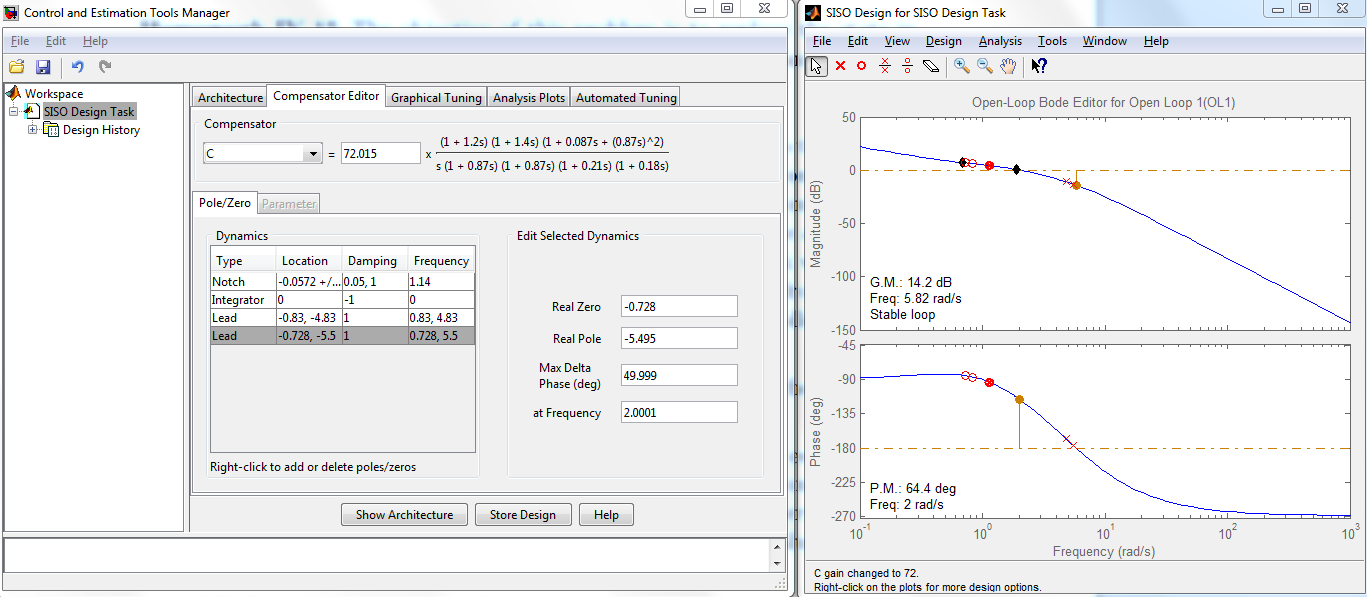 Control and Estimation Tools Manager
File Edit Help
Workspace
SISO Design Task
Design History
Architecture Compensator Editor Graphical Tuning Analysis Plots Automated Tuning
Compensator
C = 72.015 x
(1 + 1.2s) (1 + 1.4s) (1 + 0.087s + (0.87s)^2)
s (1 + 0.87s) (1 + 0.87s) (1 + 0.21s) (1 + 0.18s)
Pole/Zero Parameter
Dynamics
Type Location Damping Frequency
Notch -0.0572 +/... 0.05, 1 1.14
Integrator 0 -1 0
Lead -0.83, -4.83 1 0.83, 4.83
Lead -0.728, -5.5 1 0.728, 5.5
Right-click to add or delete poles/zeros
Edit Selected Dynamics
Real Zero -0.728
Real Pole -5.495
Max Delta
Phase (deg) 49.999
at Frequency 2.0001
Show Architecture Store Design Help
SISO Design for SISO Design Task
File Edit View Design Analysis Tools Window Help
Open-Loop Bode Editor for Open Loop 1(OL1)
Magnitude (dB)
50
0
-50
-100
-150
G.M.: 14.2 dB
Freq: 5.82 rad/s
Stable loop
Phase (deg)
-45
-90
-135
-180
-225
-270
P.M.: 64.4 deg
Freq: 2 rad/s
10^-1 10^0 10^1 10^2 10^3
Frequency (rad/s)
C gain changed to 72.
Right-click on the plots for more design options.